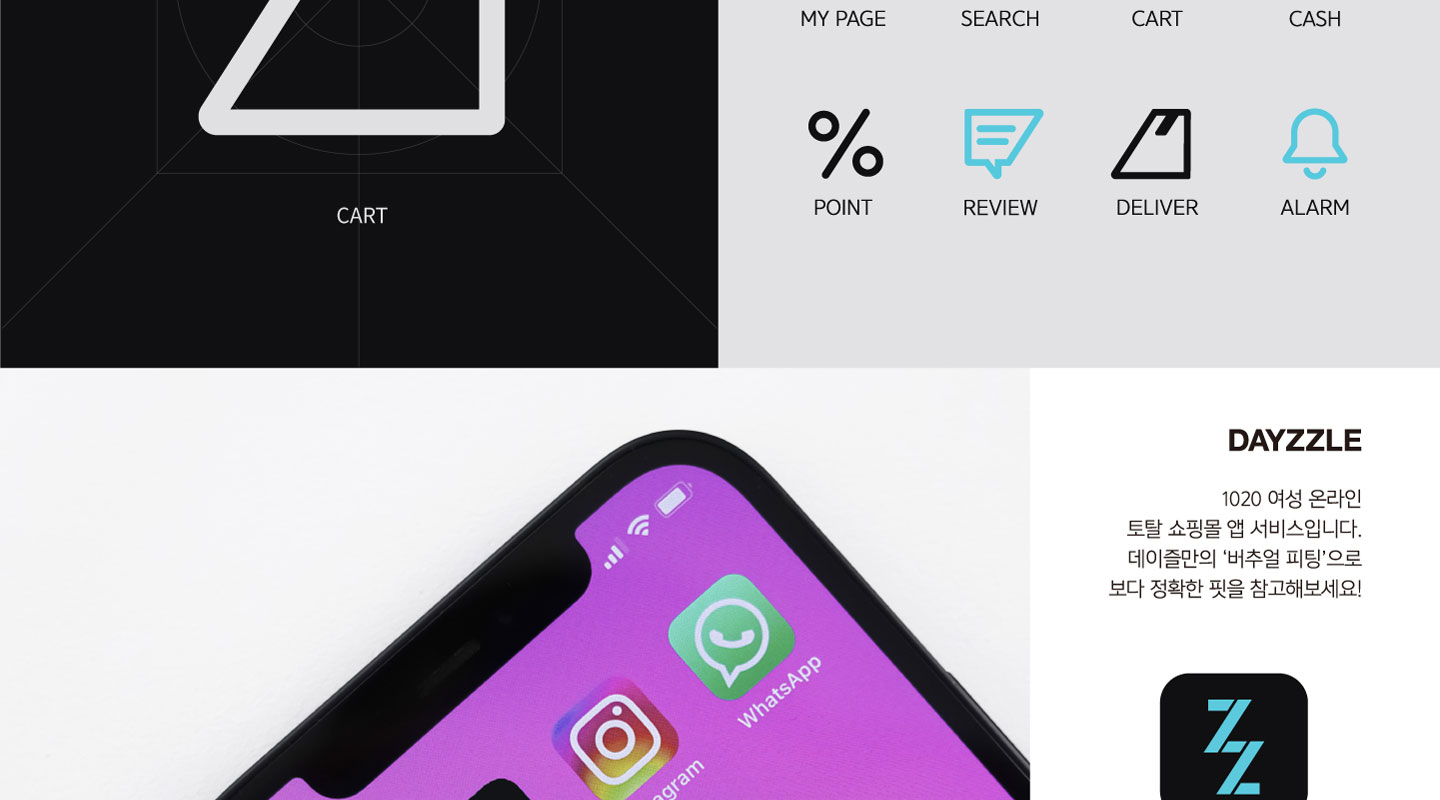 MY PAGE SEARCH CART CASH
POINT REVIEW DELIVER ALARM
CART
DAYZZLE
1020 여성 온라인
토탈 쇼핑몰 앱 서비스입니다.
데이즐만의 ‘버추얼 피팅’으로
보다 정확한 핏을 참고해보세요!
WhatsApp
agram